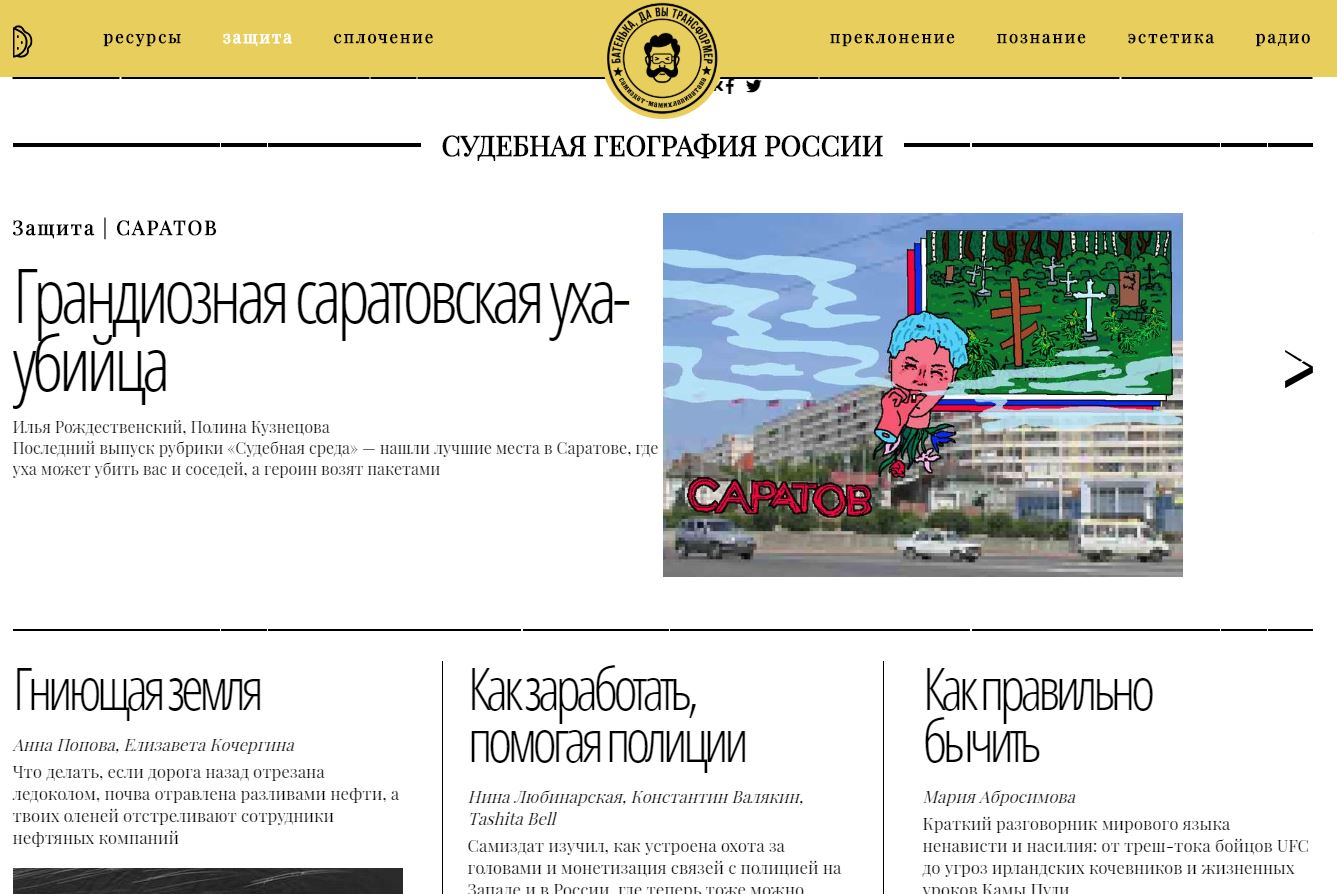 ресурсы защита сплочение преклонение познание эстетика радио
БАТЕНЬКА, ДА ВЫ ТРАНСФОРМЕР
самиздат-мамихлапинатана
СУДЕБНАЯ ГЕОГРАФИЯ РОССИИ
Защита | САРАТОВ
Грандиозная саратовская уха-
убийца
Илья Рождественский, Полина Кузнецова
Последний выпуск рубрики «Судебная среда» — нашли лучшие места в Саратове, где
уха может убить вас и соседей, а героин возят пакетами
САРАТОВ
>
Гниющая земля
Анна Попова, Елизавета Кочергина
Что делать, если дорога назад отрезана
ледоколом, почва отравлена разливами нефти, а
твоих оленей отстреливают сотрудники
нефтяных компаний
Как заработать,
помогая полиции
Нина Любинарская, Константин Валякин,
Tashita Bell
Самиздат изучил, как устроена охота за
головами и монетизация связей с полицией на
Западе и в России, где теперь тоже можно
Как правильно
бычить
Мария Абросимова
Краткий разговорник мирового языка
ненависти и насилия: от треш-тока бойцов UFC
до угроз ирландских кочевников и жизненных
уроков Камы Пули